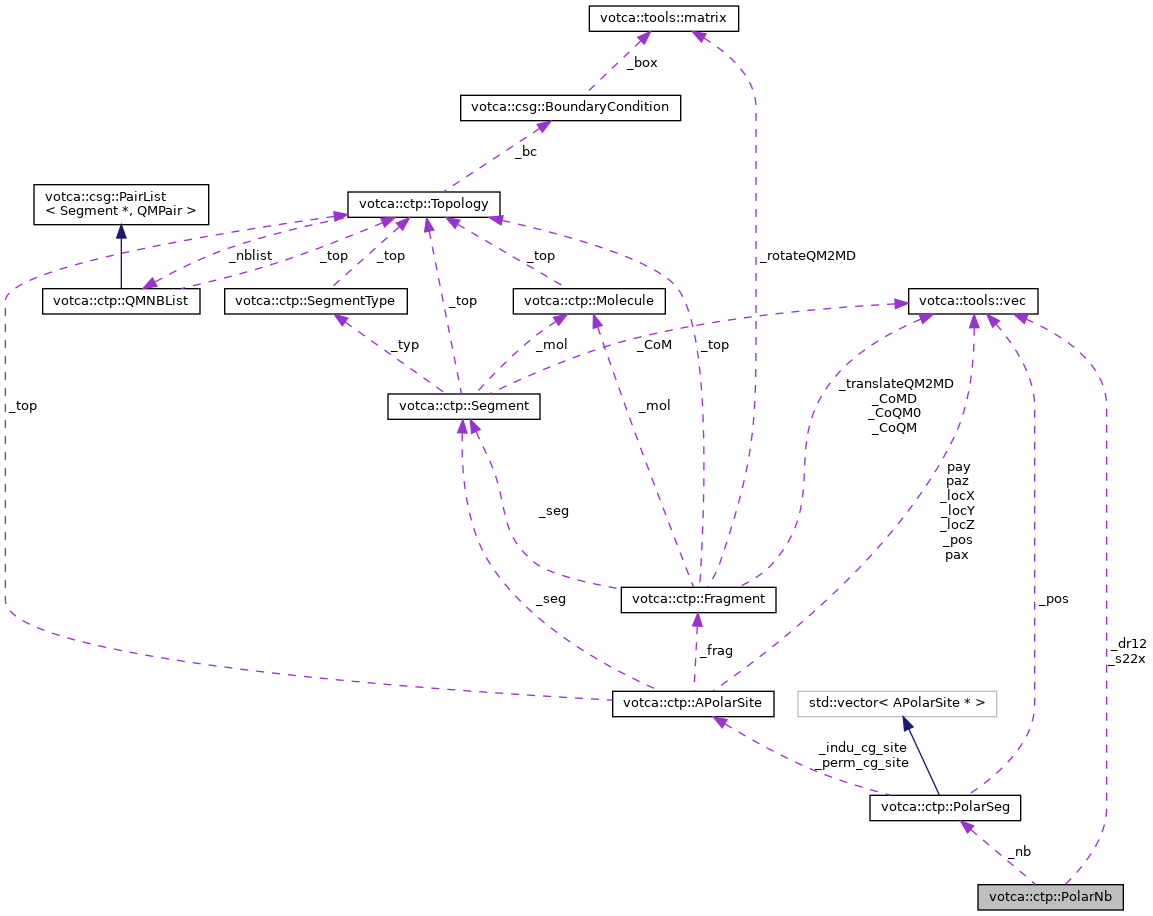 votca::tools::matrix
_box
votca::csg::BoundaryCondition
_bc
votca::csg::PairList
< Segment *, QMPair >
votca::ctp::Topology
_nblist
_top
_top
_top
_rotateQM2MD
votca::ctp::QMNBList
votca::ctp::SegmentType
votca::ctp::Molecule
votca::tools::vec
_top
_typ
_mol
_CoM
_top
_top
votca::ctp::Segment
_mol
_translateQM2MD
_CoMD
_CoQM0
_CoQM
pay
paz
_locX
_locY
_locZ
_pos
pax
_seg
_seg
votca::ctp::Fragment
_pos
_frag
_dr12
_s22x
votca::ctp::APolarSite
std::vector< APolarSite * >
_indu_cg_site
_perm_cg_site
votca::ctp::PolarSeg
_nb
votca::ctp::PolarNb